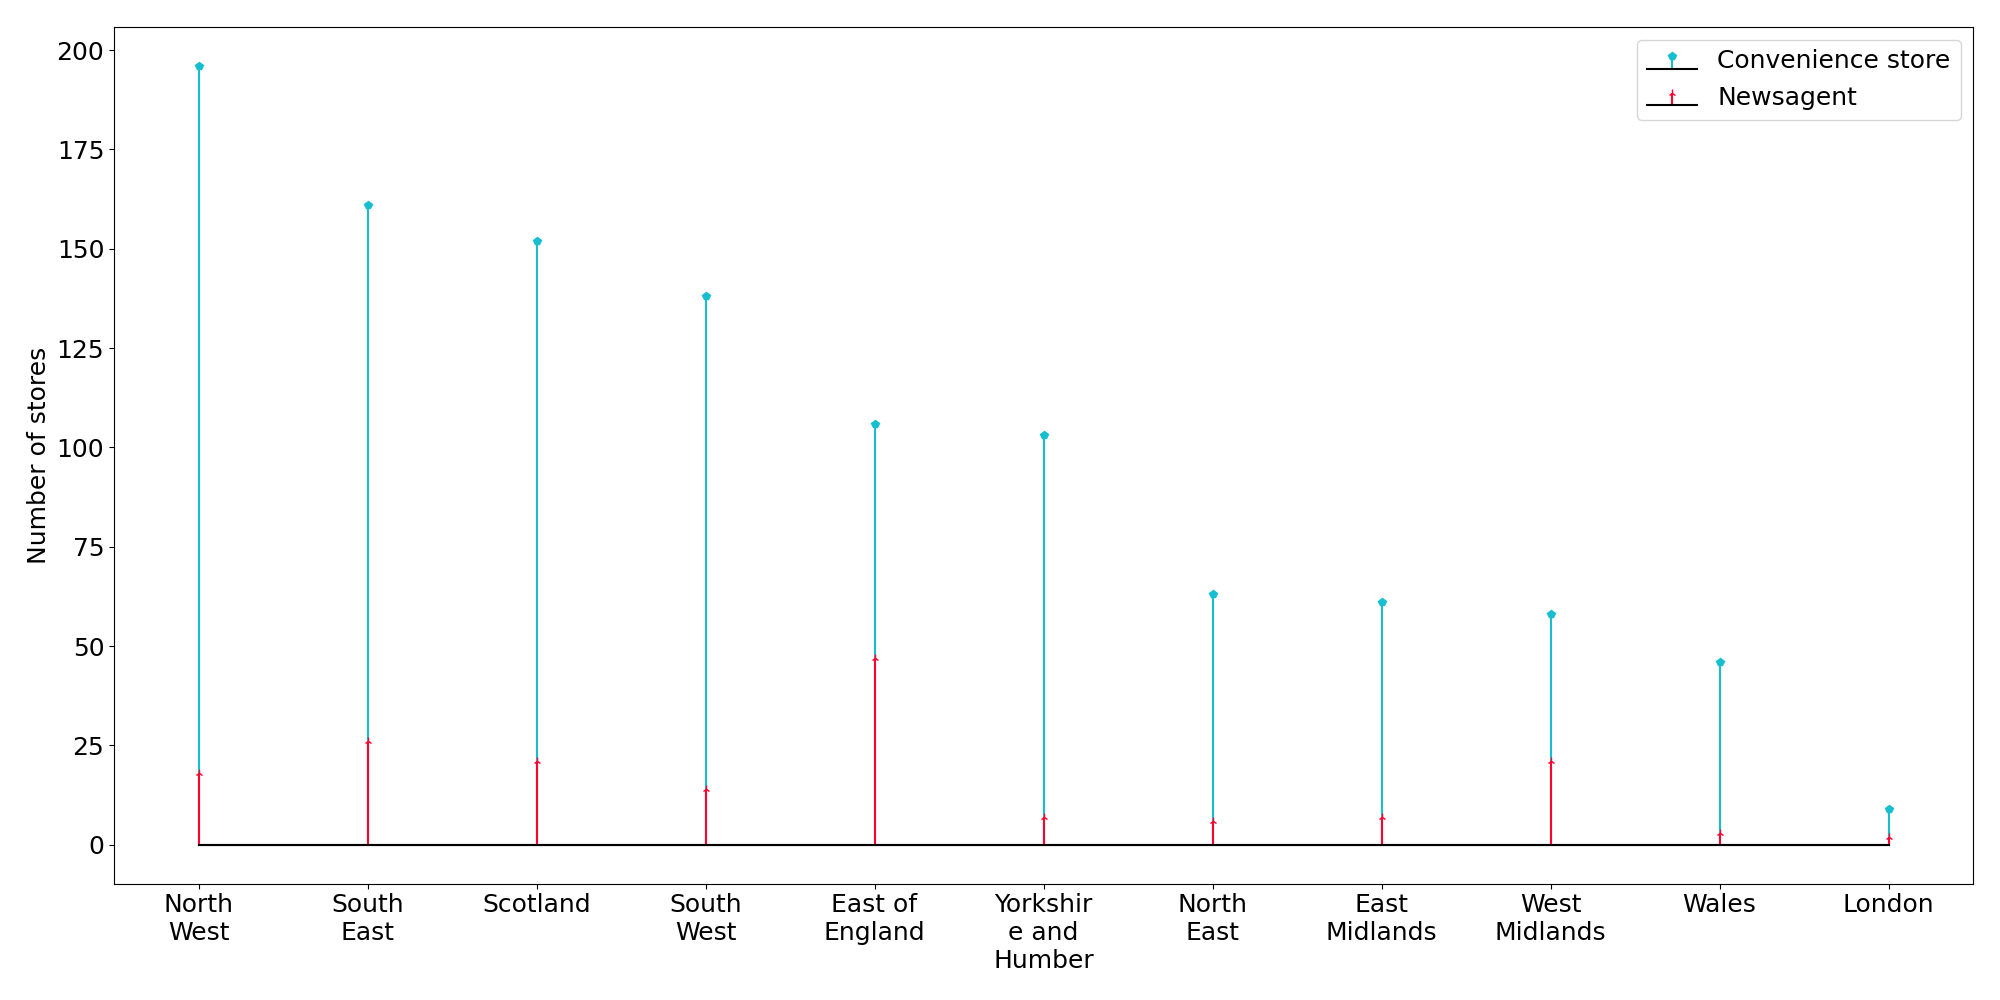 200
175
150
125
100
75
50
25
0
Number of stores
Convenience store
Newsagent
North
West
South
East
Scotland
South
West
East of
England
Yorkshir
e and
Humber
North
East
East
Midlands
West
Midlands
Wales
London